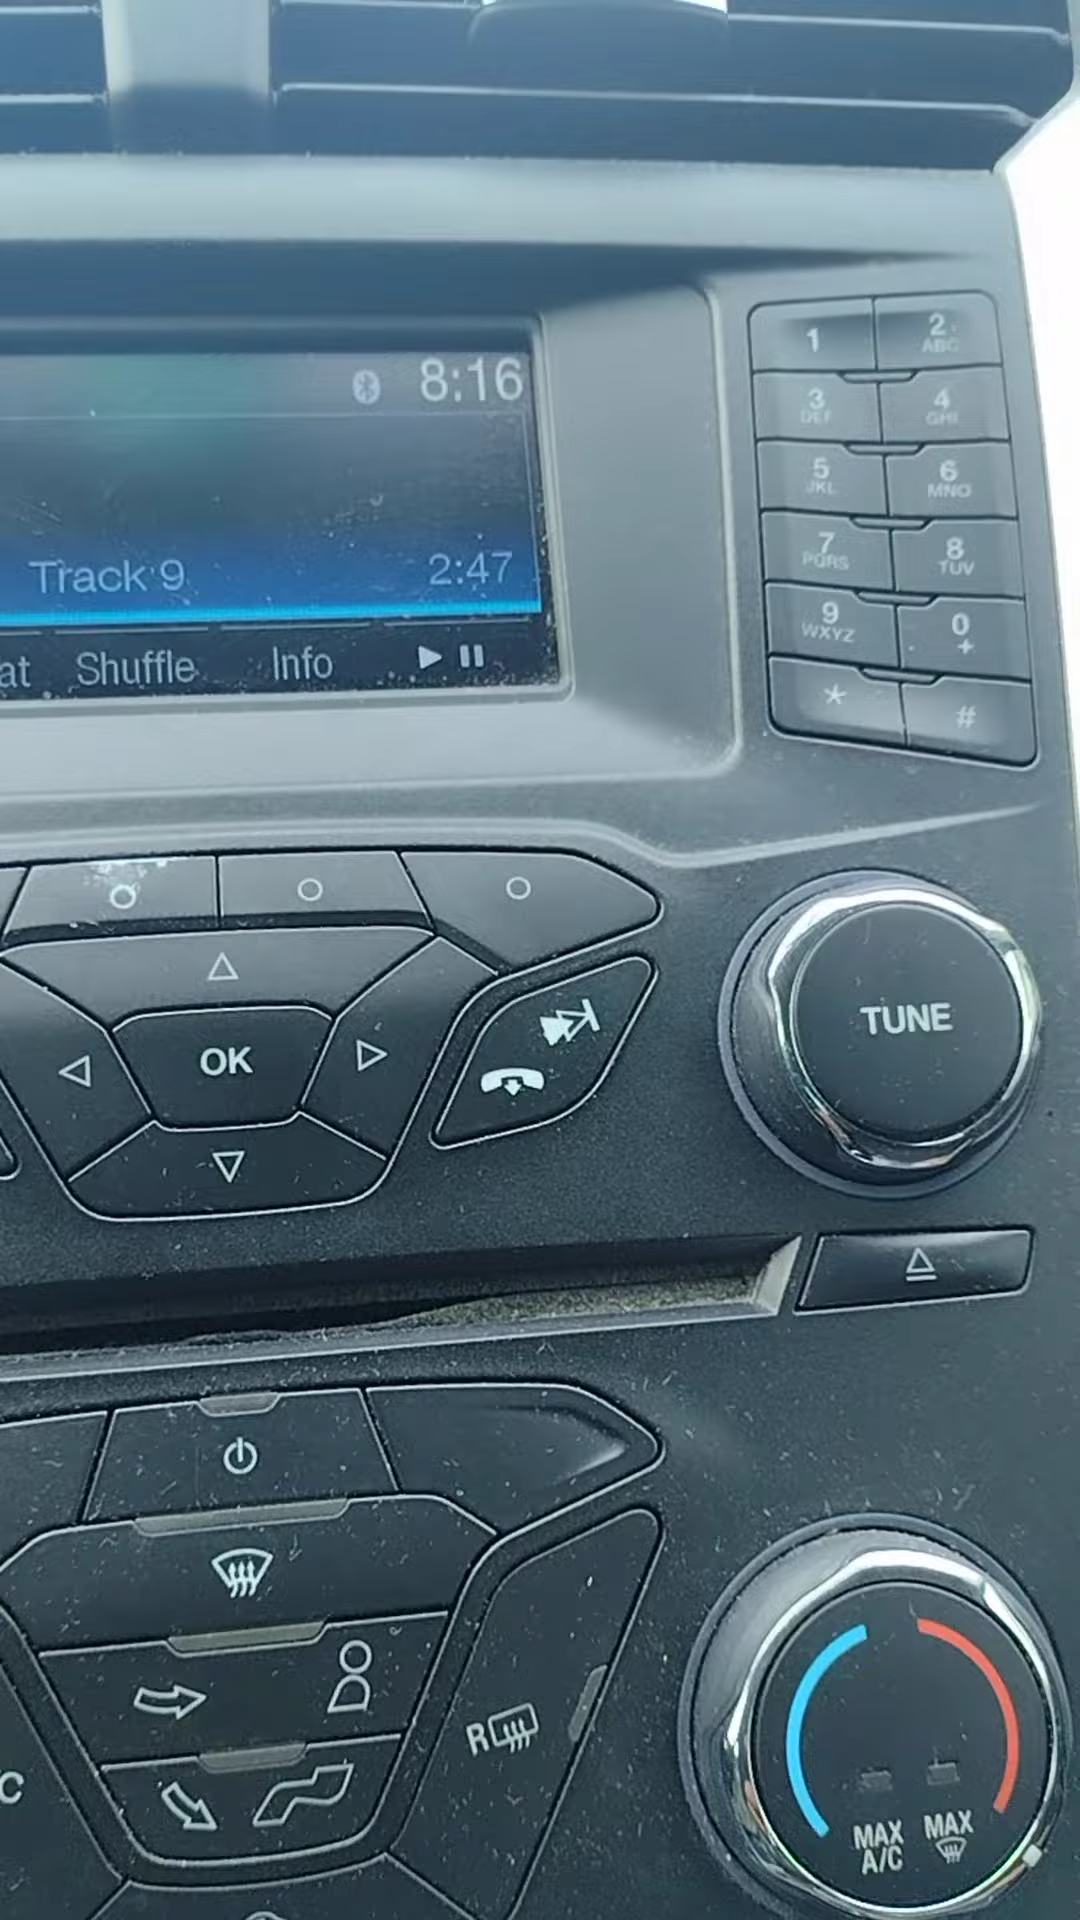 8:16
Track 9 2:47
at Shuffle Info
1 2 ABC
3 DEF 4 GHI
5 JKL 6 MNO
7 PQRS 8 TUV
9 WXYZ 0 +
* #
OK
TUNE
R
C
MAX A/C MAX